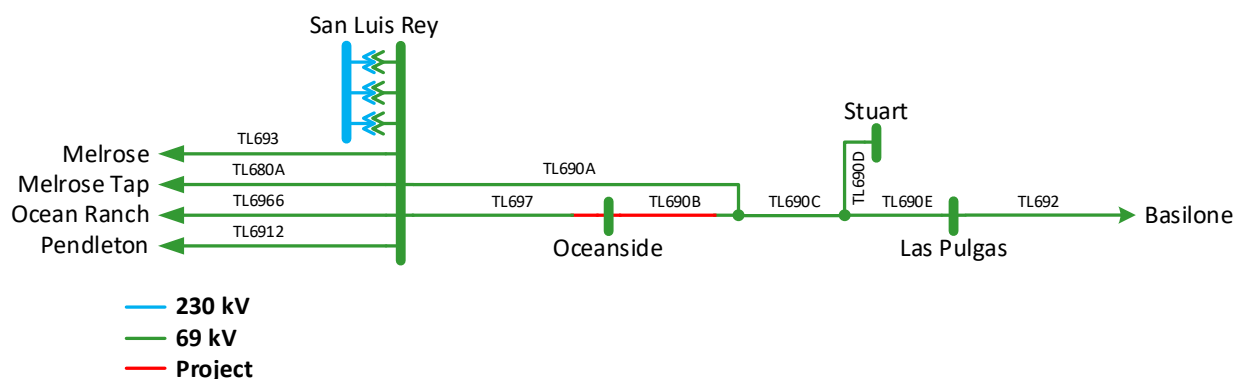 San Luis Rey
Stuart
TL693
Melrose
TL680A
TL690A
Melrose Tap
TL690D
TL6966
TL697
TL690B
TL690C
TL690E
TL692
Ocean Ranch
Basilone
TL6912
Pendleton
Oceanside
Las Pulgas
230 kV
69 kV
Project